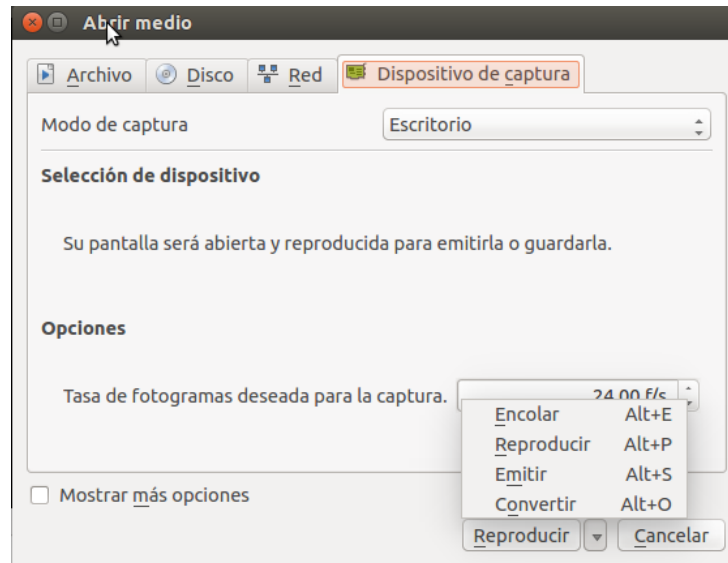 Abrir medio
Archivo Disco Red Dispositivo de captura
Modo de captura Escritorio
Selección de dispositivo
Su pantalla será abierta y reproducida para emitirla o guardarla.
Opciones
Tasa de fotogramas deseada para la captura. 24,00 f/s
Encolar Alt+E
Reproducir Alt+P
Emitir Alt+S
Convertir Alt+O
Mostrar más opciones
Reproducir Cancelar